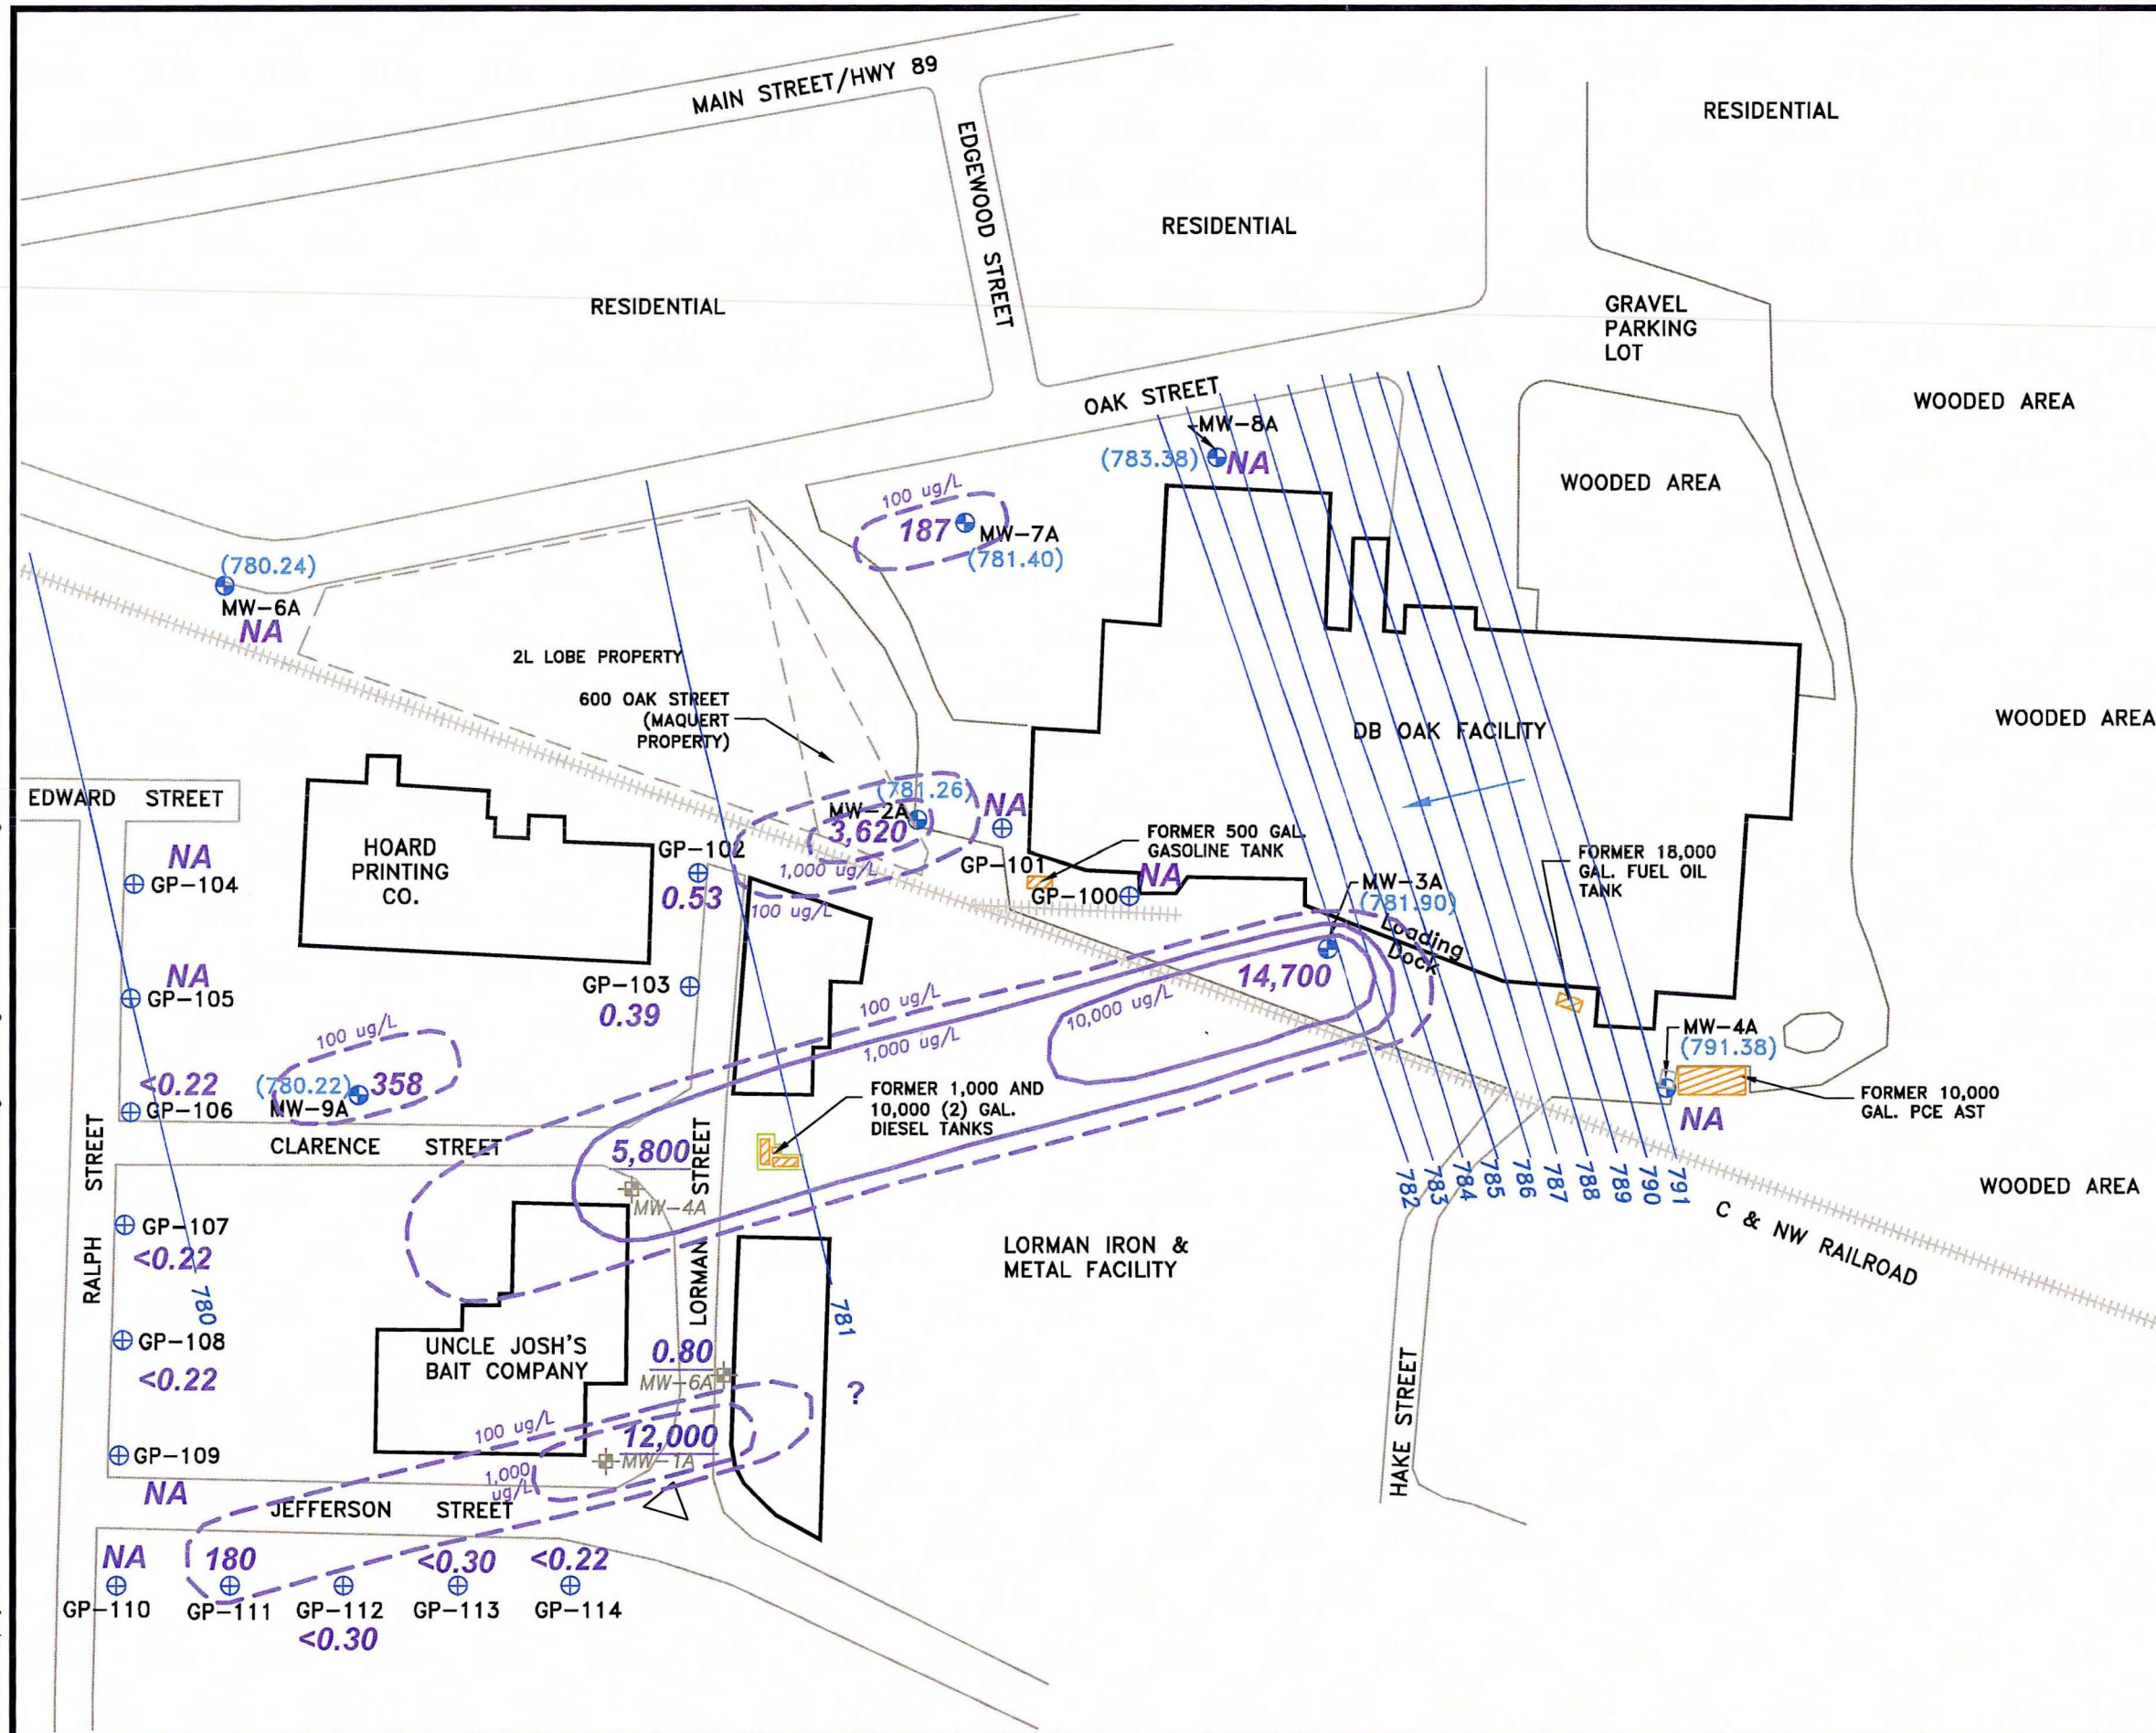 MAIN STREET/HWY 89
EDGEWOOD STREET
RESIDENTIAL
RESIDENTIAL
RESIDENTIAL
GRAVEL
PARKING
LOT
WOODED AREA
OAK STREET
MW-8A
(783.38)
NA
WOODED AREA
100 ug/L
187
MW-7A
(781.40)
(780.24)
MW-6A
NA
2L LOBE PROPERTY
600 OAK STREET
(MAQUERT
PROPERTY)
DB OAK FACILITY
WOODED AREA
EDWARD STREET
(781.26)
MW-2A
3,620
1,000 ug/L
100 ug/L
NA
GP-101
FORMER 500 GAL.
GASOLINE TANK
NA
GP-100
FORMER 18,000
GAL. FUEL OIL
TANK
HOARD
PRINTING
CO.
GP-102
0.53
MW-3A
(781.90)
Loading
Dock
14,700
10,000 ug/L
100 ug/L
1,000 ug/L
NA
GP-104
NA
GP-105
GP-103
0.39
100 ug/L
<0.22
GP-106
(780.22)
358
MW-9A
MW-4A
(791.38)
NA
FORMER 10,000
GAL. PCE AST
FORMER 1,000 AND
10,000 (2) GAL.
DIESEL TANKS
CLARENCE STREET
5,800
MW-4A
RALPH STREET
LORMAN STREET
782
783
784
785
786
787
788
789
790
791
WOODED AREA
C & NW RAILROAD
GP-107
<0.22
780
781
LORMAN IRON &
METAL FACILITY
GP-108
<0.22
UNCLE JOSH'S
BAIT COMPANY
0.80
MW-6A
?
HAKE STREET
100 ug/L
12,000
MW-1A
1,000
ug/L
GP-109
NA
JEFFERSON STREET
NA
GP-110
180
GP-111
GP-112
<0.30
<0.30
GP-113
<0.22
GP-114